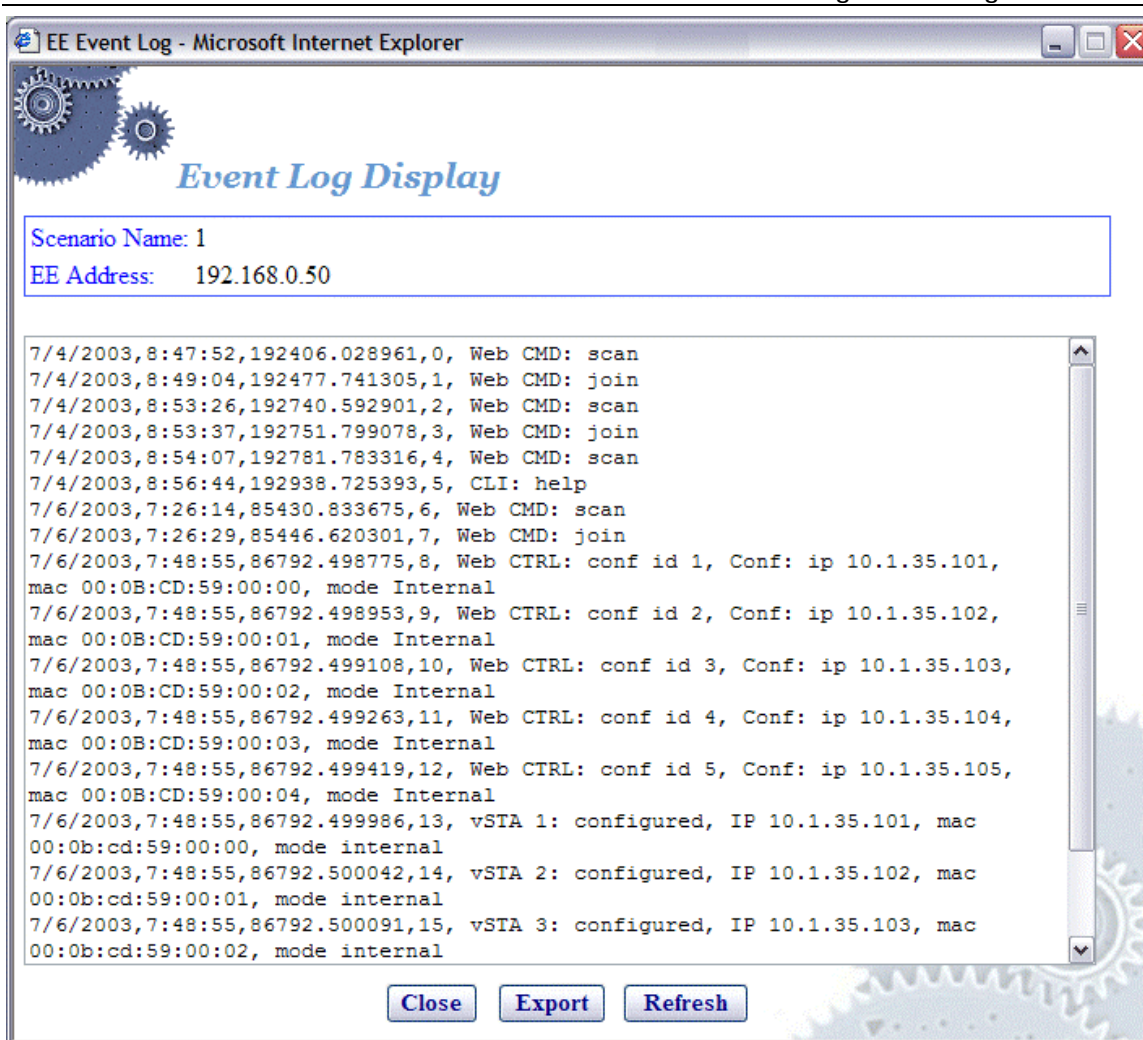 EE Event Log - Microsoft Internet Explorer
Event Log Display
Scenario Name: 1
EE Address: 192.168.0.50
7/4/2003,8:47:52,192406.028961,0, Web CMD: scan
7/4/2003,8:49:04,192477.741305,1, Web CMD: join
7/4/2003,8:53:26,192740.592901,2, Web CMD: scan
7/4/2003,8:53:37,192751.799078,3, Web CMD: join
7/4/2003,8:54:07,192781.783316,4, Web CMD: scan
7/4/2003,8:56:44,192938.725393,5, CLI: help
7/6/2003,7:26:14,85430.833675,6, Web CMD: scan
7/6/2003,7:26:29,85446.620301,7, Web CMD: join
7/6/2003,7:48:55,86792.498775,8, Web CTRL: conf id 1, Conf: ip 10.1.35.101,
mac 00:0B:CD:59:00:00, mode Internal
7/6/2003,7:48:55,86792.498953,9, Web CTRL: conf id 2, Conf: ip 10.1.35.102,
mac 00:0B:CD:59:00:01, mode Internal
7/6/2003,7:48:55,86792.499108,10, Web CTRL: conf id 3, Conf: ip 10.1.35.103,
mac 00:0B:CD:59:00:02, mode Internal
7/6/2003,7:48:55,86792.499263,11, Web CTRL: conf id 4, Conf: ip 10.1.35.104,
mac 00:0B:CD:59:00:03, mode Internal
7/6/2003,7:48:55,86792.499419,12, Web CTRL: conf id 5, Conf: ip 10.1.35.105,
mac 00:0B:CD:59:00:04, mode Internal
7/6/2003,7:48:55,86792.499986,13, vSTA 1: configured, IP 10.1.35.101, mac
00:0b:cd:59:00:00, mode internal
7/6/2003,7:48:55,86792.500042,14, vSTA 2: configured, IP 10.1.35.102, mac
00:0b:cd:59:00:01, mode internal
7/6/2003,7:48:55,86792.500091,15, vSTA 3: configured, IP 10.1.35.103, mac
00:0b:cd:59:00:02, mode internal
Close Export Refresh